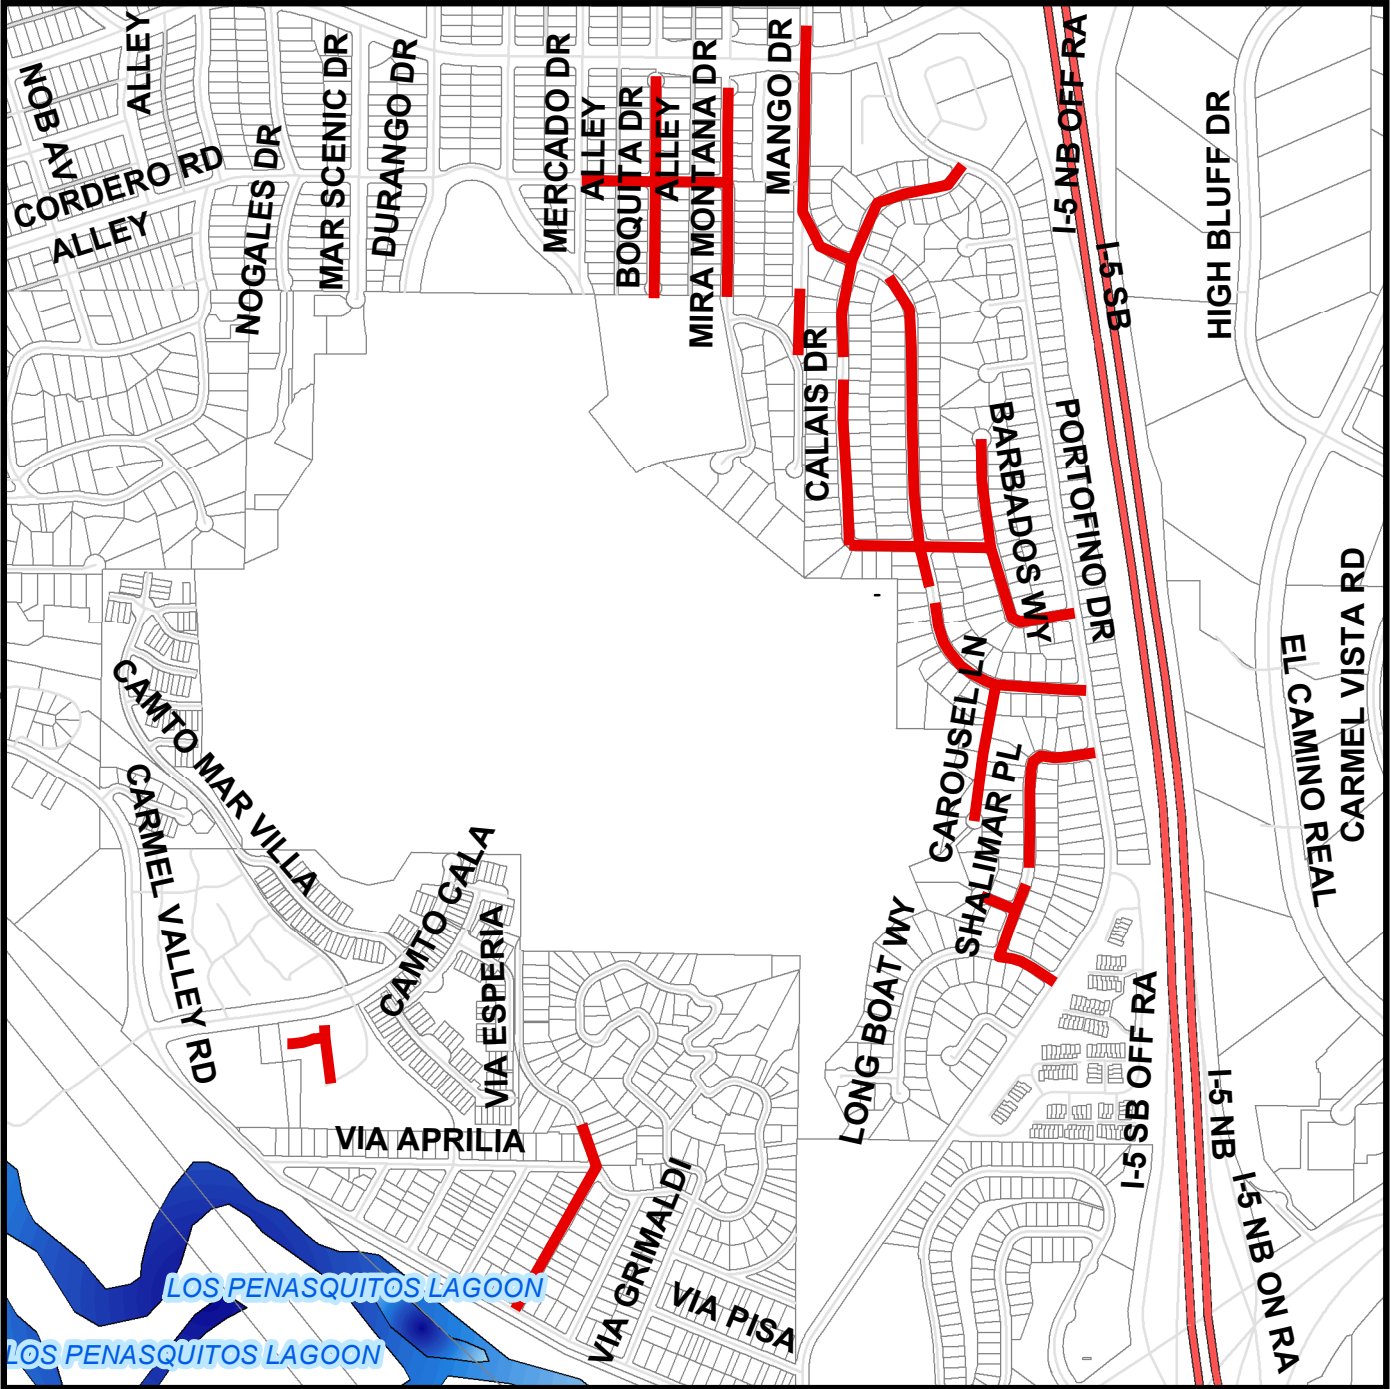 NOB AV
ALLEY
CORDERO RD
ALLEY
NOGALES DR
MAR SCENIC DR
DURANGO DR
MERCADO DR
ALLEY
BOQUITA DR
ALLEY
MIRA MONTANA DR
MANGO DR
I-5 NB OFF RA
I-5 SB
HIGH BLUFF DR
CALAIS DR
BARBADOS WY
PORTOFINO DR
CARMEL VISTA RD
EL CAMINO REAL
CAROUSEL LN
SHALIMAR PL
LONG BOAT WY
CAMTO MAR VILLA
CARMEL VALLEY RD
CAMTO CALA
VIA ESPERIA
VIA APRILIA
VIA GRIMALDI
VIA PISA
I-5 SB OFF RA
I-5 NB
I-5 NB ON RA
LOS PENASQUITOS LAGOON
LOS PENASQUITOS LAGOON